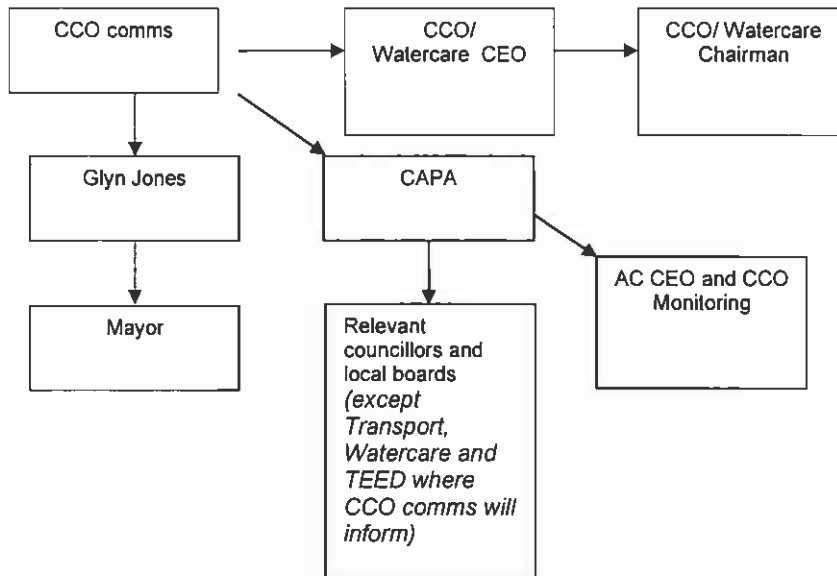 CCO comms
CCO/
Watercare CEO
CCO/ Watercare
Chairman
Glyn Jones
CAPA
AC CEO and CCO
Monitoring
Mayor
Relevant
councillors and
local boards
(except
Transport,
Watercare and
TEED where
CCO comms will
inform)